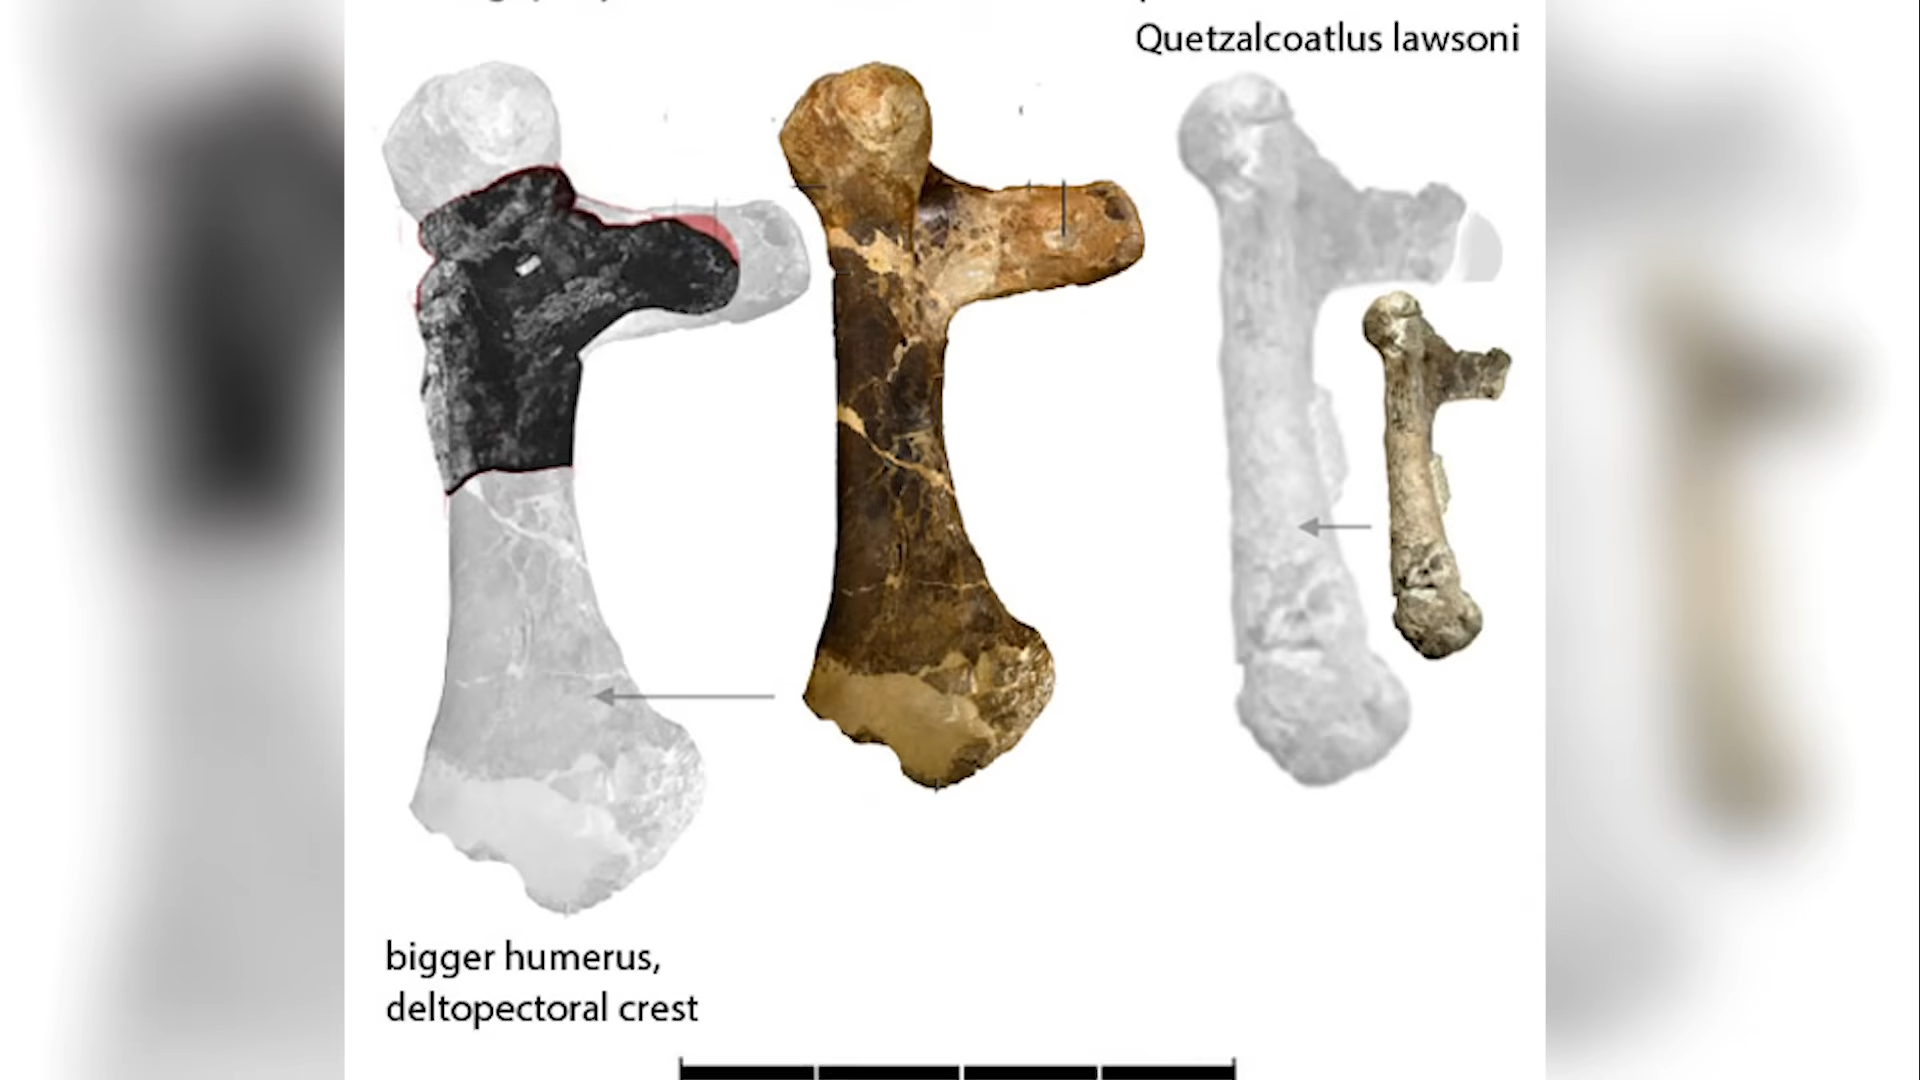 Quetzalcoatlus lawsoni
bigger humerus,
deltopectoral crest